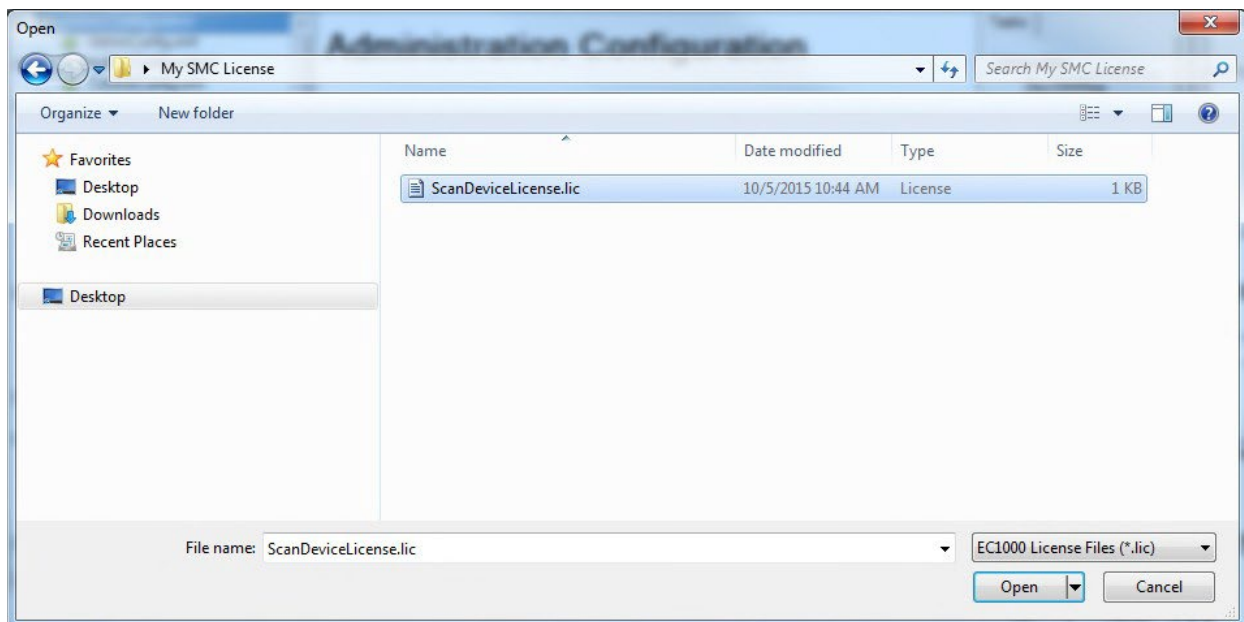 Open
Administration Configuration
My SMC License
Search My SMC License
Organize
New folder
Name
Date modified
Type
Size
Favorites
Desktop
Downloads
Recent Places
Desktop
ScanDeviceLicense.lic
10/5/2015 10:44 AM
License
1 KB
File name:
ScanDeviceLicense.lic
EC1000 License Files (*.lic)
Open
Cancel